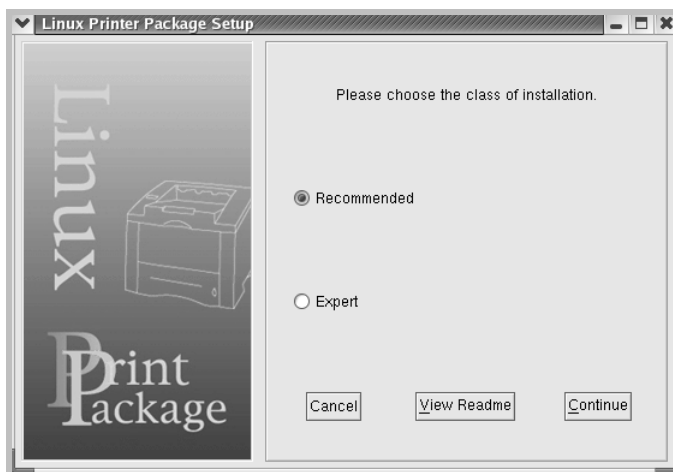 Linux Printer Package Setup
Linux
Print
Package
Please choose the class of installation.
Recommended
Expert
Cancel
View Readme
Continue